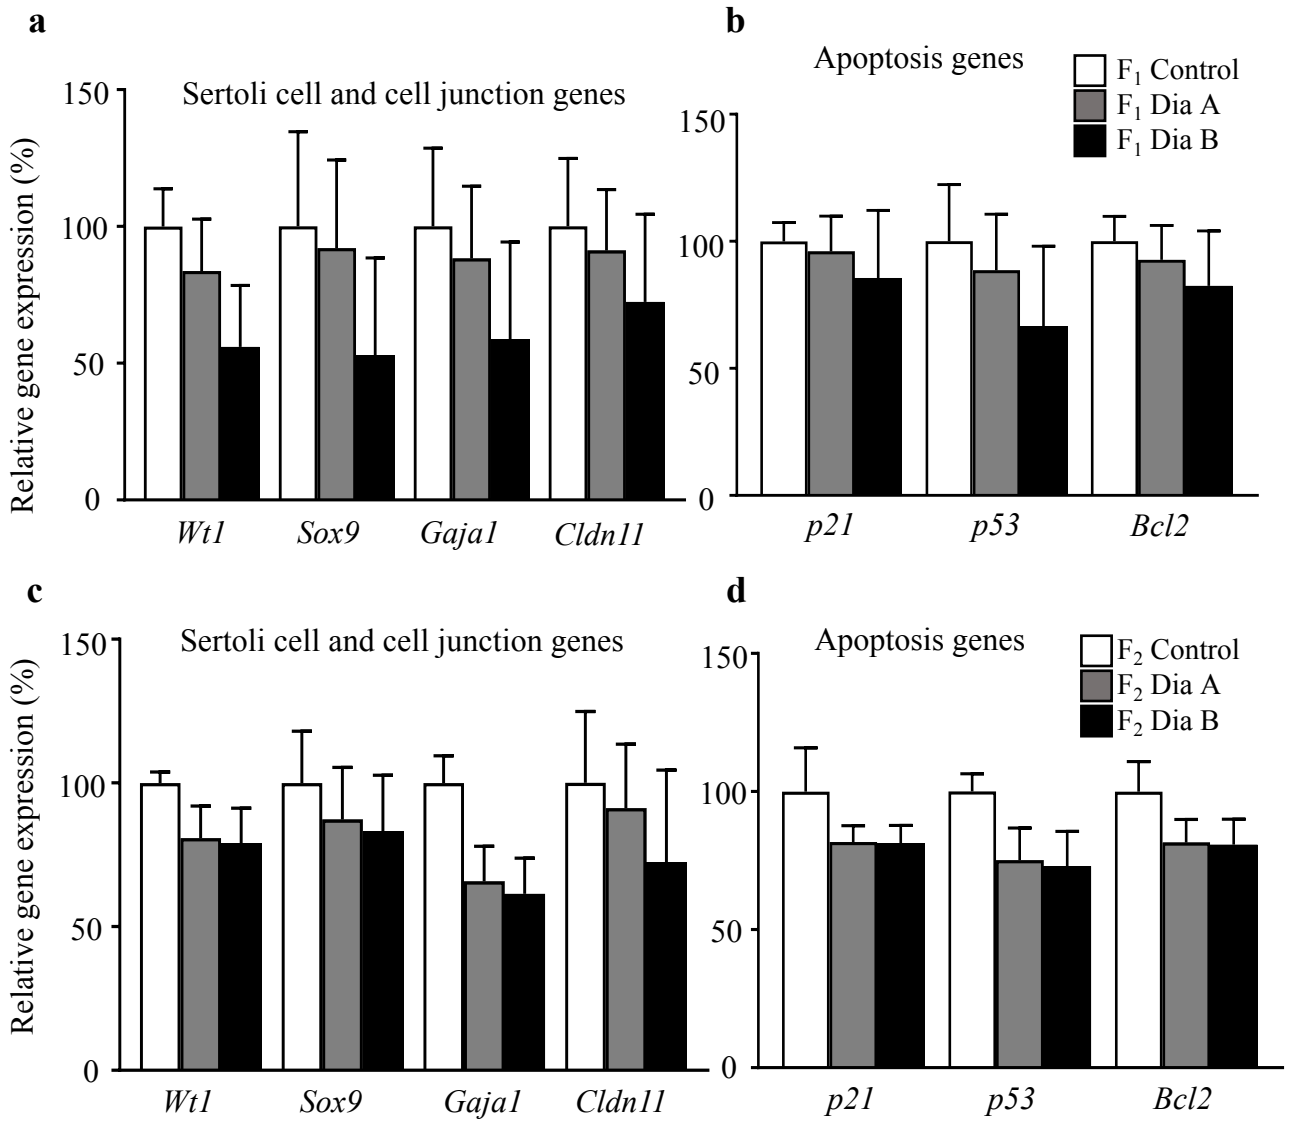 a
Sertoli cell and cell junction genes
Relative gene expression (%)
150
100
50
0
Wt1 Sox9 Gaja1 Cldn11
b
Apoptosis genes
F₁ Control
F₁ Dia A
F₁ Dia B
150
100
50
0
p21 p53 Bcl2
c
Sertoli cell and cell junction genes
Relative gene expression (%)
150
100
50
0
Wt1 Sox9 Gaja1 Cldn11
d
Apoptosis genes
F₂ Control
F₂ Dia A
F₂ Dia B
150
100
50
0
p21 p53 Bcl2